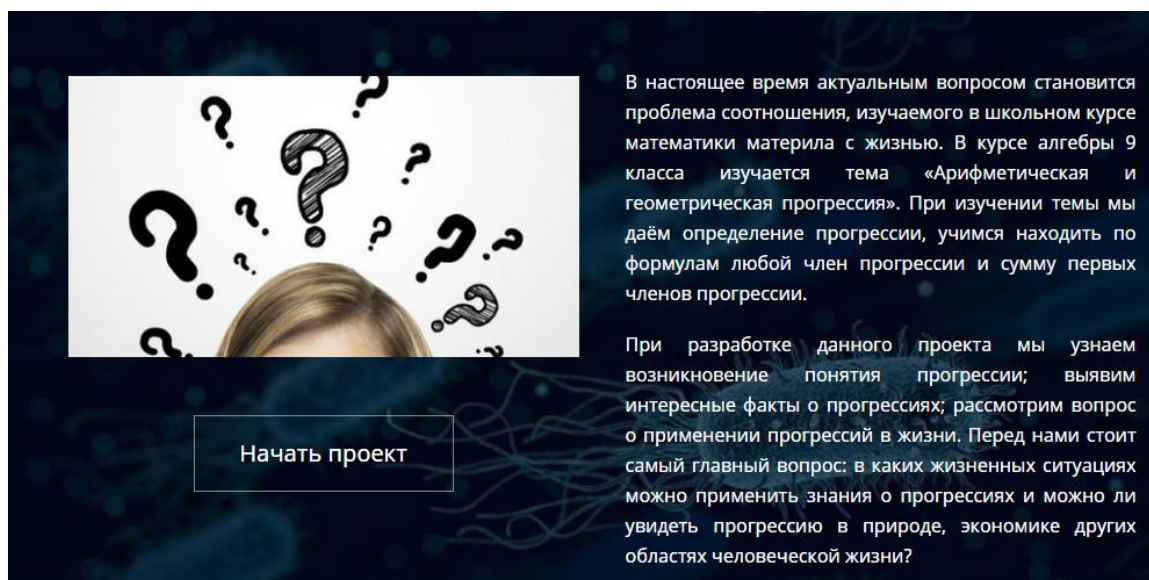 В настоящее время актуальным вопросом становится
проблема соотношения, изучаемого в школьном курсе
математики материла с жизнью. В курсе алгебры 9
класса изучается тема «Арифметическая и
геометрическая прогрессия». При изучении темы мы
даём определение прогрессии, учимся находить по
формулам любой член прогрессии и сумму первых
членов прогрессии.
При разработке данного проекта мы узнаем
возникновение понятия прогрессии; выявим
интересные факты о прогрессиях; рассмотрим вопрос
о применении прогрессий в жизни. Перед нами стоит
самый главный вопрос: в каких жизненных ситуациях
можно применить знания о прогрессиях и можно ли
увидеть прогрессию в природе, экономике других
областях человеческой жизни?
Начать проект